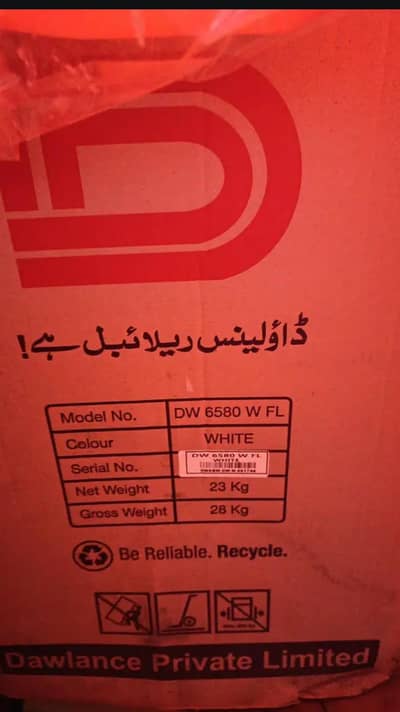 ڈاؤلینس ریلائبل ہے!
Model No. DW 6580 W FL
Colour WHITE
Serial No. DW 6580 W FL
WHITE
Net Weight 23 Kg
Gross Weight 28 Kg
Be Reliable. Recycle.
Dawlance Private Limited